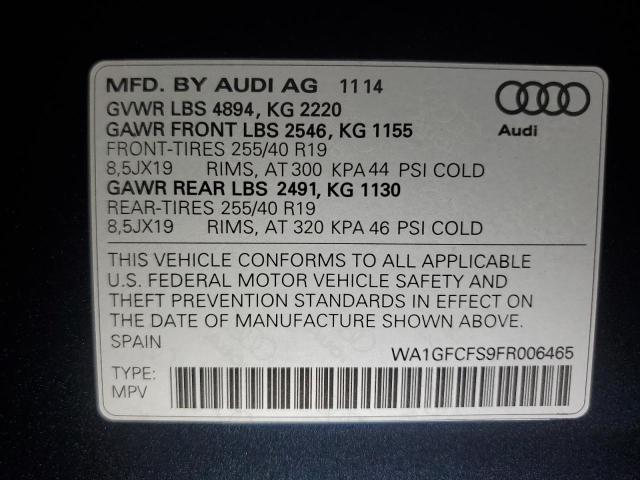 MFD. BY AUDI AG 11 14
GVWR LBS 4894, KG 2220
GAWR FRONT LBS 2546, KG 1155
FRONT-TIRES 255/40 R19
8,5JX19 RIMS, AT 300 KPA 44 PSI COLD
GAWR REAR LBS 2491, KG 1130
REAR-TIRES 255/40 R19
8,5JX19 RIMS, AT 320 KPA 46 PSI COLD
Audi
THIS VEHICLE CONFORMS TO ALL APPLICABLE
U.S. FEDERAL MOTOR VEHICLE SAFETY AND
THEFT PREVENTION STANDARDS IN EFFECT ON
THE DATE OF MANUFACTURE SHOWN ABOVE.
SPAIN
WA1GFCFS9FR006465
TYPE:
MPV